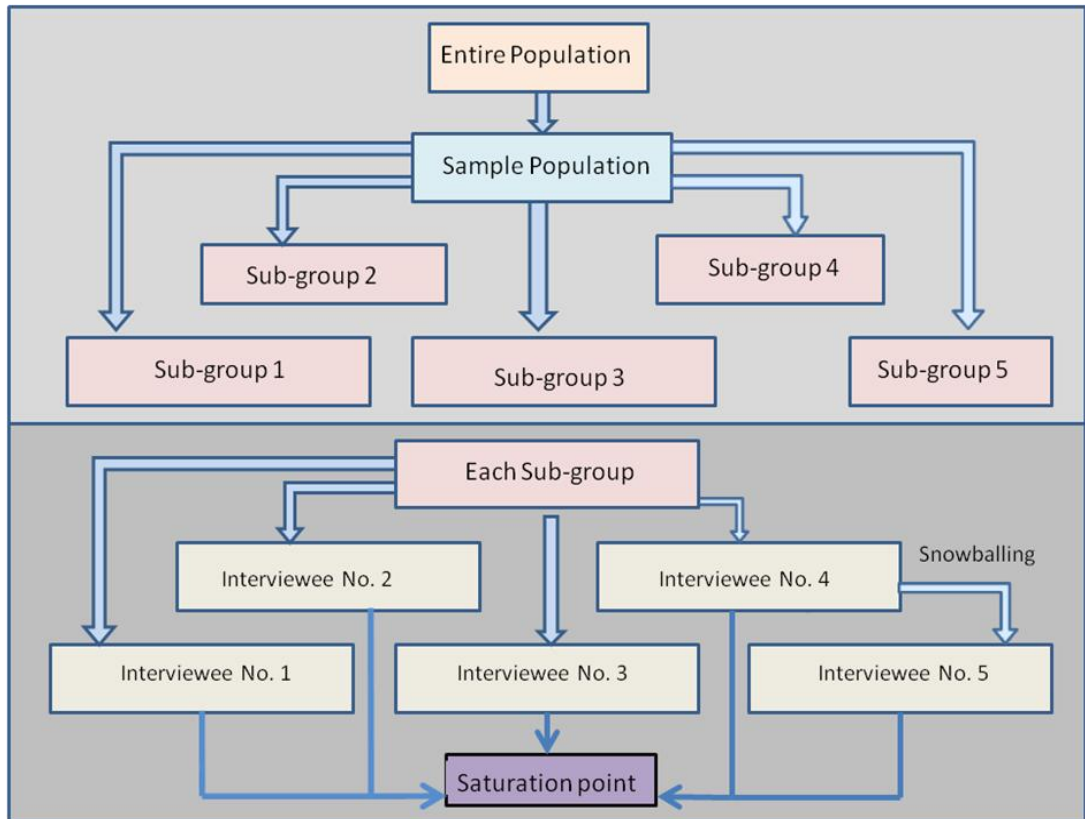 Entire Population
Sample Population
Sub-group 2
Sub-group 4
Sub-group 1
Sub-group 3
Sub-group 5
Each Sub-group
Snowballing
Interviewee No. 2
Interviewee No. 4
Interviewee No. 1
Interviewee No. 3
Interviewee No. 5
Saturation point